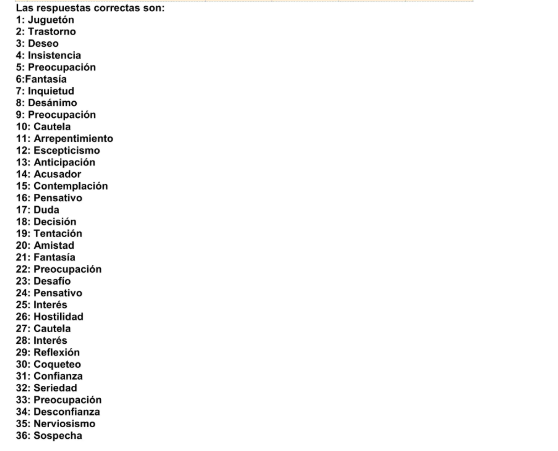 Las respuestas correctas son:
1: Juguetón
2: Trastorno
3: Deseo
4: Insistencia
5: Preocupación
6:Fantasía
7: Inquietud
8: Desánimo
9: Preocupación
10: Cautela
11: Arrepentimiento
12: Escepticismo
13: Anticipación
14: Acusador
15: Contemplación
16: Pensativo
17: Duda
18: Decisión
19: Tentación
20: Amistad
21: Fantasía
22: Preocupación
23: Desafío
24: Pensativo
25: Interés
26: Hostilidad
27: Cautela
28: Interés
29: Reflexión
30: Coqueteo
31: Confianza
32: Seriedad
33: Preocupación
34: Desconfianza
35: Nerviosismo
36: Sospecha